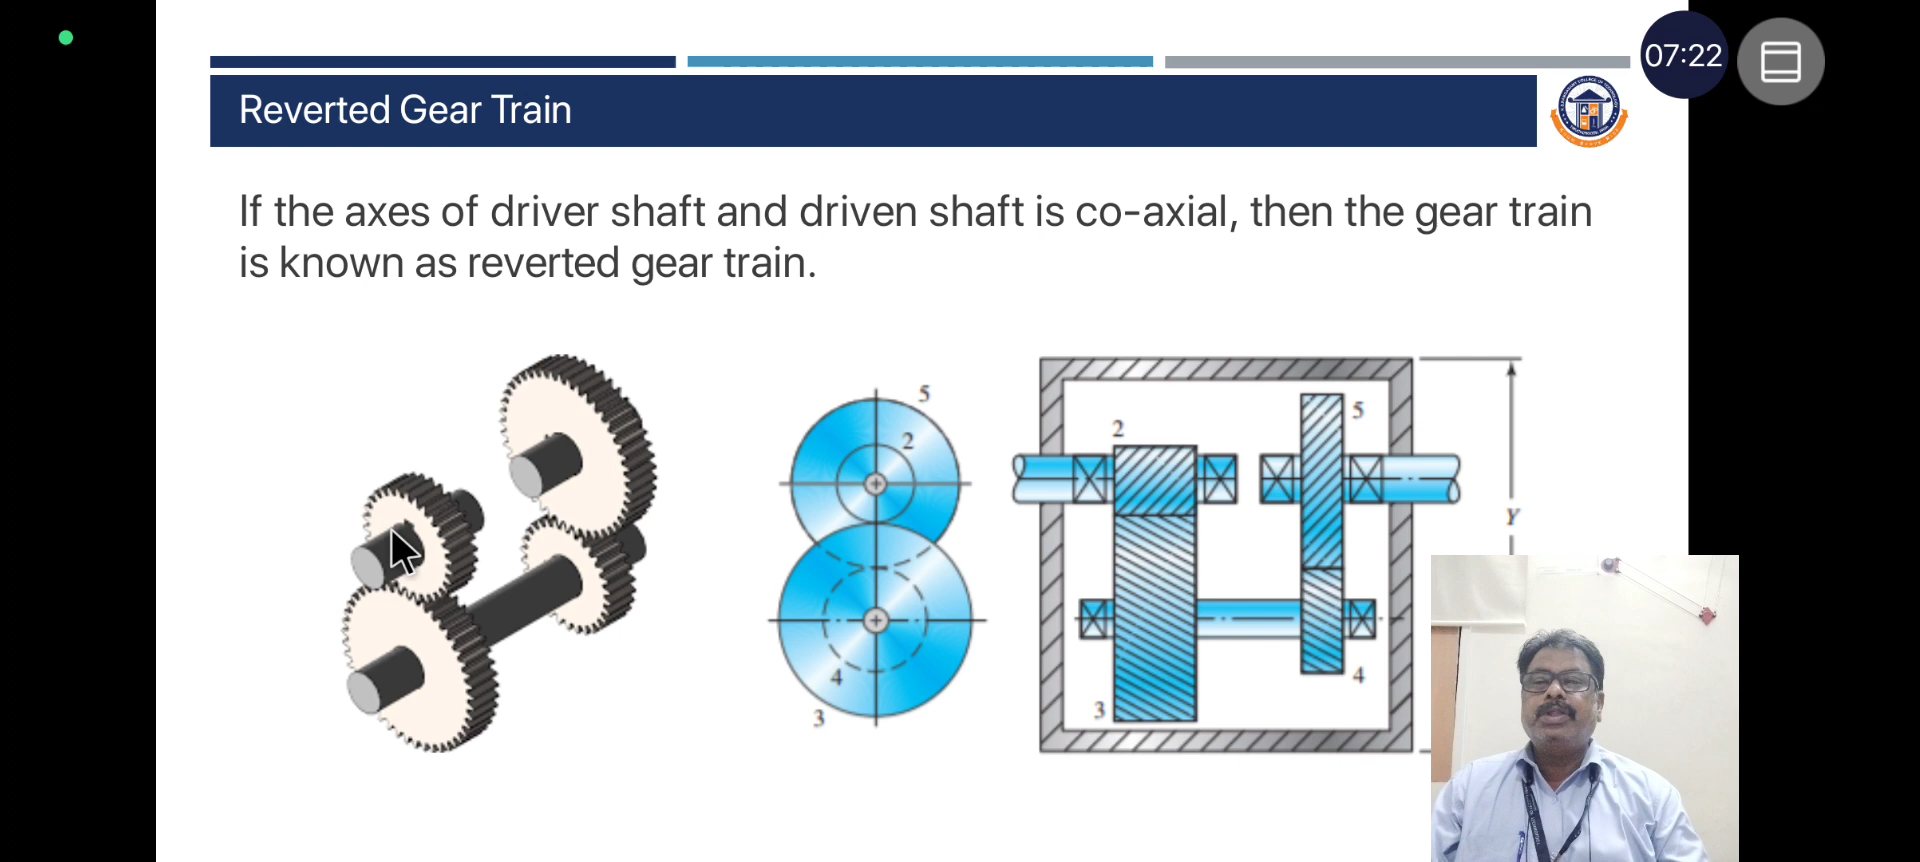 07:22
Reverted Gear Train
If the axes of driver shaft and driven shaft is co-axial, then the gear train
is known as reverted gear train.
5
2
4
3
2
5
Y
3
4